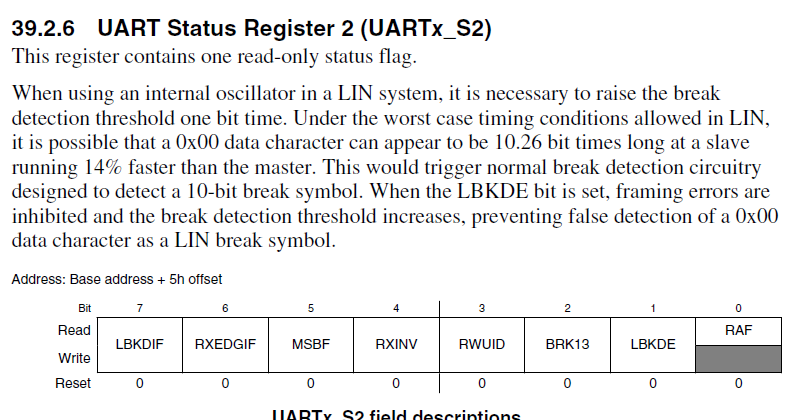 39.2.6 UART Status Register 2 (UARTx_S2)
This register contains one read-only status flag.
When using an internal oscillator in a LIN system, it is necessary to raise the break
detection threshold one bit time. Under the worst case timing conditions allowed in LIN,
it is possible that a 0x00 data character can appear to be 10.26 bit times long at a slave
running 14% faster than the master. This would trigger normal break detection circuitry
designed to detect a 10-bit break symbol. When the LBKDE bit is set, framing errors are
inhibited and the break detection threshold increases, preventing false detection of a 0x00
data character as a LIN break symbol.
Address: Base address + 5h offset
Bit 7 6 5 4 3 2 1 0
Read LBKDIF RXEDGIF MSBF RXINV RWUID BRK13 LBKDE RAF
Write
Reset 0 0 0 0 0 0 0 0
UARTx_S2 field descriptions